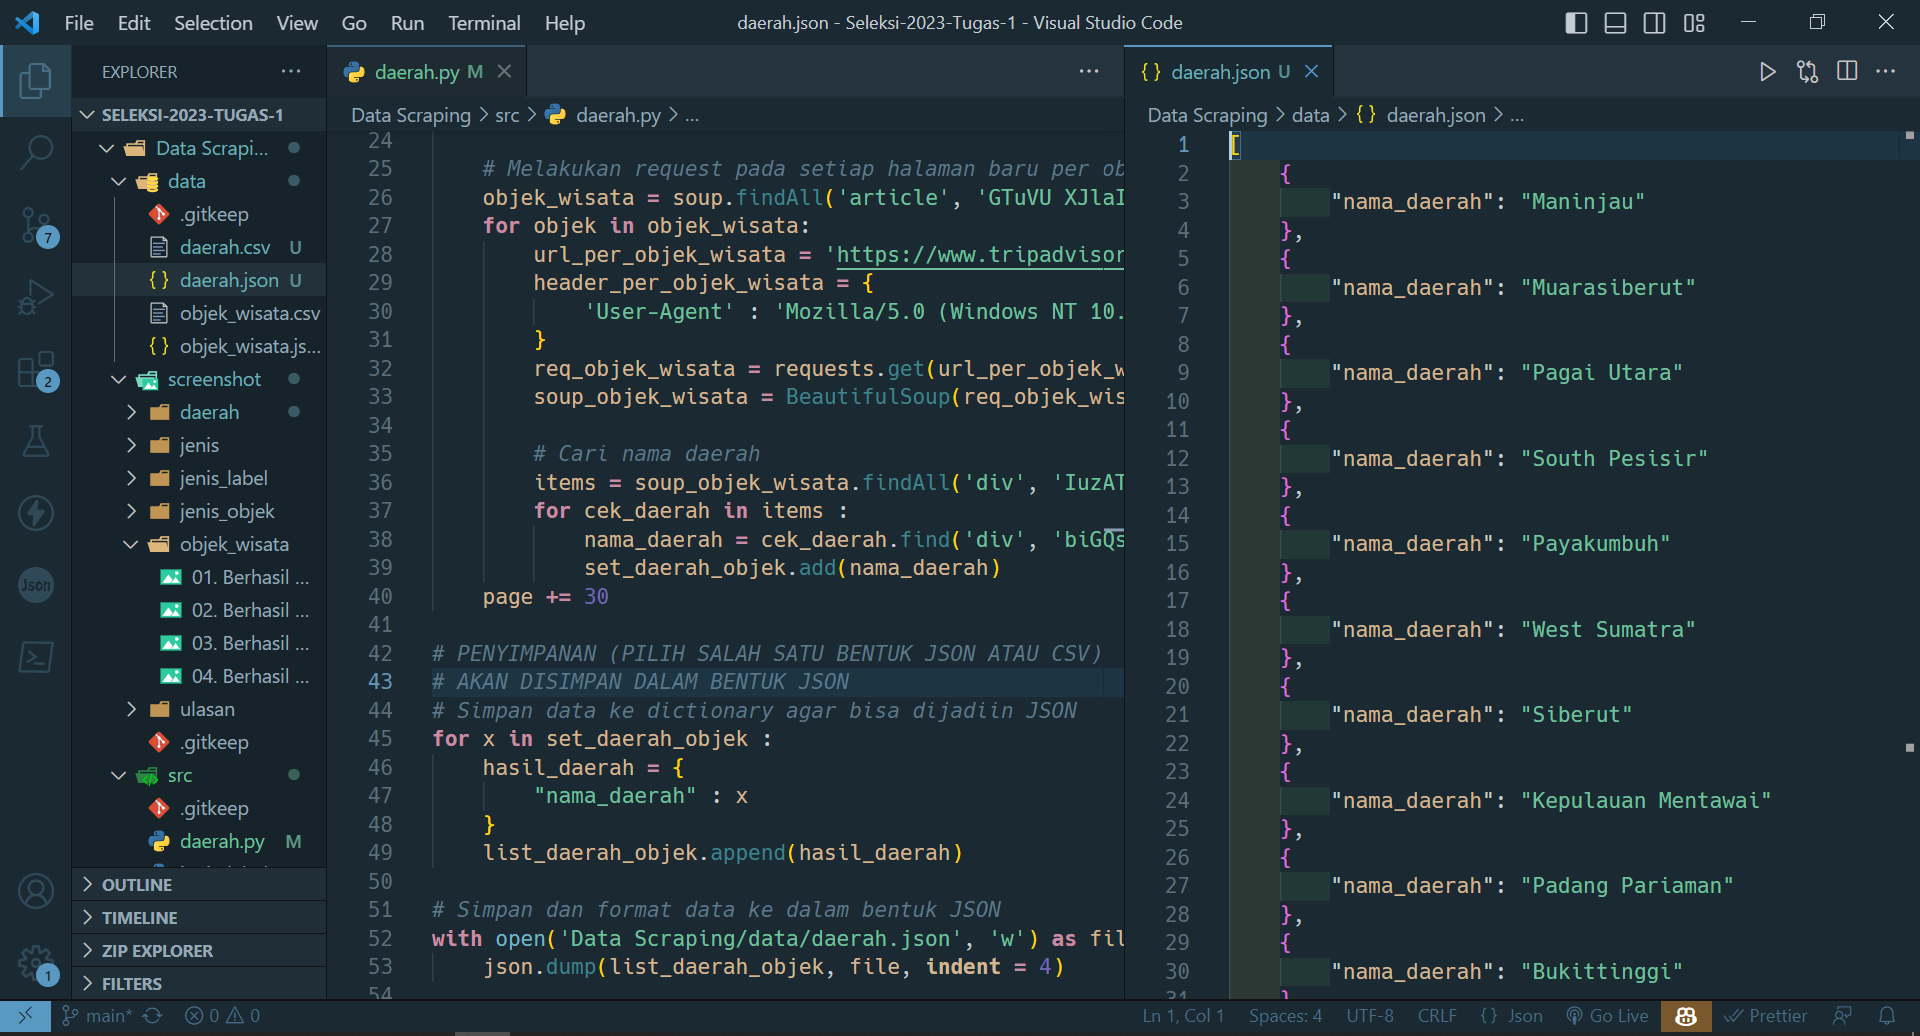 File Edit Selection View Go Run Terminal Help
daerah.json - Seleksi-2023-Tugas-1 - Visual Studio Code
EXPLORER
SELEKSI-2023-TUGAS-1
Data Scrapi...
data
.gitkeep
daerah.csv U
daerah.json U
objek_wisata.csv
objek_wisata.js...
screenshot
daerah
jenis
jenis_label
jenis_objek
objek_wisata
01. Berhasil ...
02. Berhasil ...
03. Berhasil ...
04. Berhasil ...
ulasan
.gitkeep
src
.gitkeep
daerah.py M
OUTLINE
TIMELINE
ZIP EXPLORER
FILTERS
7
2
Json
1
daerah.py M
Data Scraping > src > daerah.py > ...
24
25 # Melakukan request pada setiap halaman baru per ob
26 objek_wisata = soup.findAll('article', 'GTuVU XJlaI
27 for objek in objek_wisata:
28 url_per_objek_wisata = 'https://www.tripadvisor
29 header_per_objek_wisata = {
30 'User-Agent' : 'Mozilla/5.0 (Windows NT 10.
31 }
32 req_objek_wisata = requests.get(url_per_objek_w
33 soup_objek_wisata = BeautifulSoup(req_objek_wis
34
35 # Cari nama daerah
36 items = soup_objek_wisata.findAll('div', 'IuzAT
37 for cek_daerah in items :
38 nama_daerah = cek_daerah.find('div', 'biGQs
39 set_daerah_objek.add(nama_daerah)
40 page += 30
41
42 # PENYIMPANAN (PILIH SALAH SATU BENTUK JSON ATAU CSV)
43 # AKAN DISIMPAN DALAM BENTUK JSON
44 # Simpan data ke dictionary agar bisa dijadiin JSON
45 for x in set_daerah_objek :
46 hasil_daerah = {
47 "nama_daerah" : x
48 }
49 list_daerah_objek.append(hasil_daerah)
50
51 # Simpan dan format data ke dalam bentuk JSON
52 with open('Data Scraping/data/daerah.json', 'w') as fil
53 json.dump(list_daerah_objek, file, indent = 4)
54
{ } daerah.json U
Data Scraping > data > { } daerah.json > ...
1 [
2 {
3 "nama_daerah": "Maninjau"
4 },
5 {
6 "nama_daerah": "Muarasiberut"
7 },
8 {
9 "nama_daerah": "Pagai Utara"
10 },
11 {
12 "nama_daerah": "South Pesisir"
13 },
14 {
15 "nama_daerah": "Payakumbuh"
16 },
17 {
18 "nama_daerah": "West Sumatra"
19 },
20 {
21 "nama_daerah": "Siberut"
22 },
23 {
24 "nama_daerah": "Kepulauan Mentawai"
25 },
26 {
27 "nama_daerah": "Padang Pariaman"
28 },
29 {
30 "nama_daerah": "Bukittinggi"
31 }
main* 0 0
Ln 1, Col 1 Spaces: 4 UTF-8 CRLF { } Json Go Live Prettier